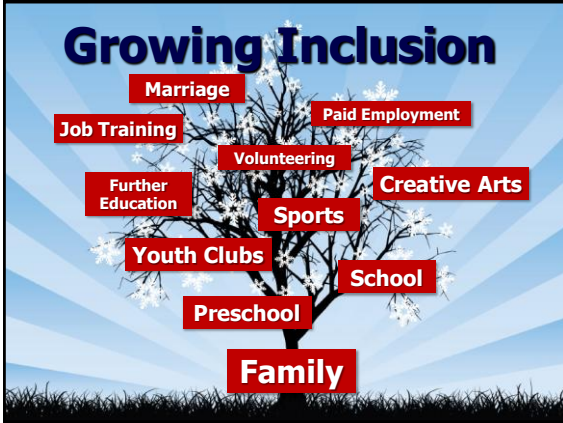 Growing Inclusion
Marriage
Paid Employment
Job Training
Volunteering
Further
Education
Creative Arts
Sports
Youth Clubs
School
Preschool
Family